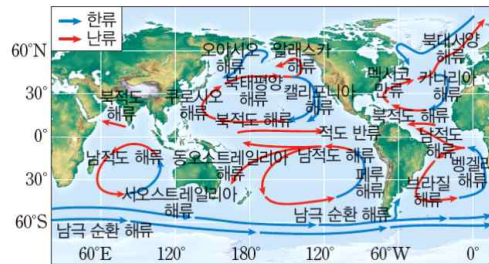 한류
난류
60°N
30
0
30
60°S
오야시오
해류
알래스카
해류
북대서양
해류
북대평양
해류
캘리포니아
해류
멕시코
만류
카나리아
해류
북적도
해류
쿠로시오
해류
북적도 해류
북적도 해류
적도 반류
남적도 해류
동오스트레일리아
해류
남적도 해류
남적도
해류
페루
해류
브라질
해류
벵겔라
해류
서오스트레일리아
해류
남극 순환 해류
남극 순환 해류
60°E
120°
180°
120°
60°W
0°